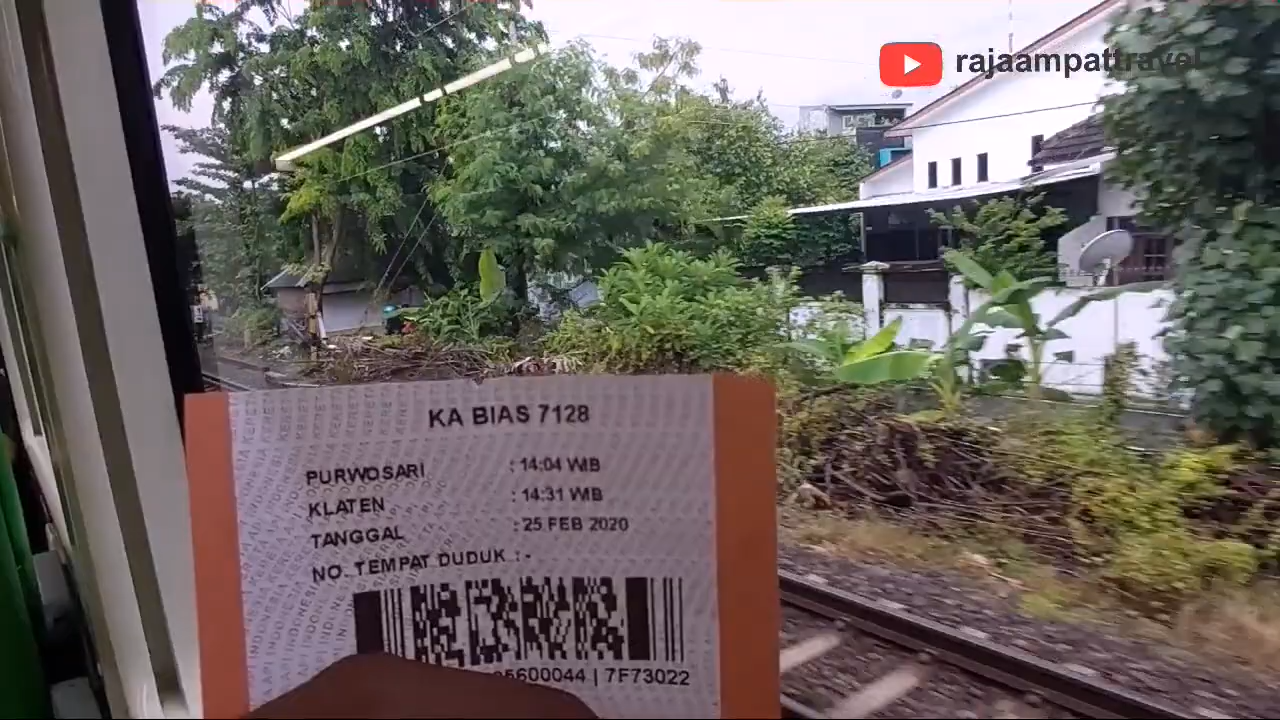 rajaampattravel
KA BIAS 7128
PURWOSARI : 14:04 WIB
KLATEN : 14:31 WIB
TANGGAL : 25 FEB 2020
NO. TEMPAT DUDUK : -
5600044 | 7F73022